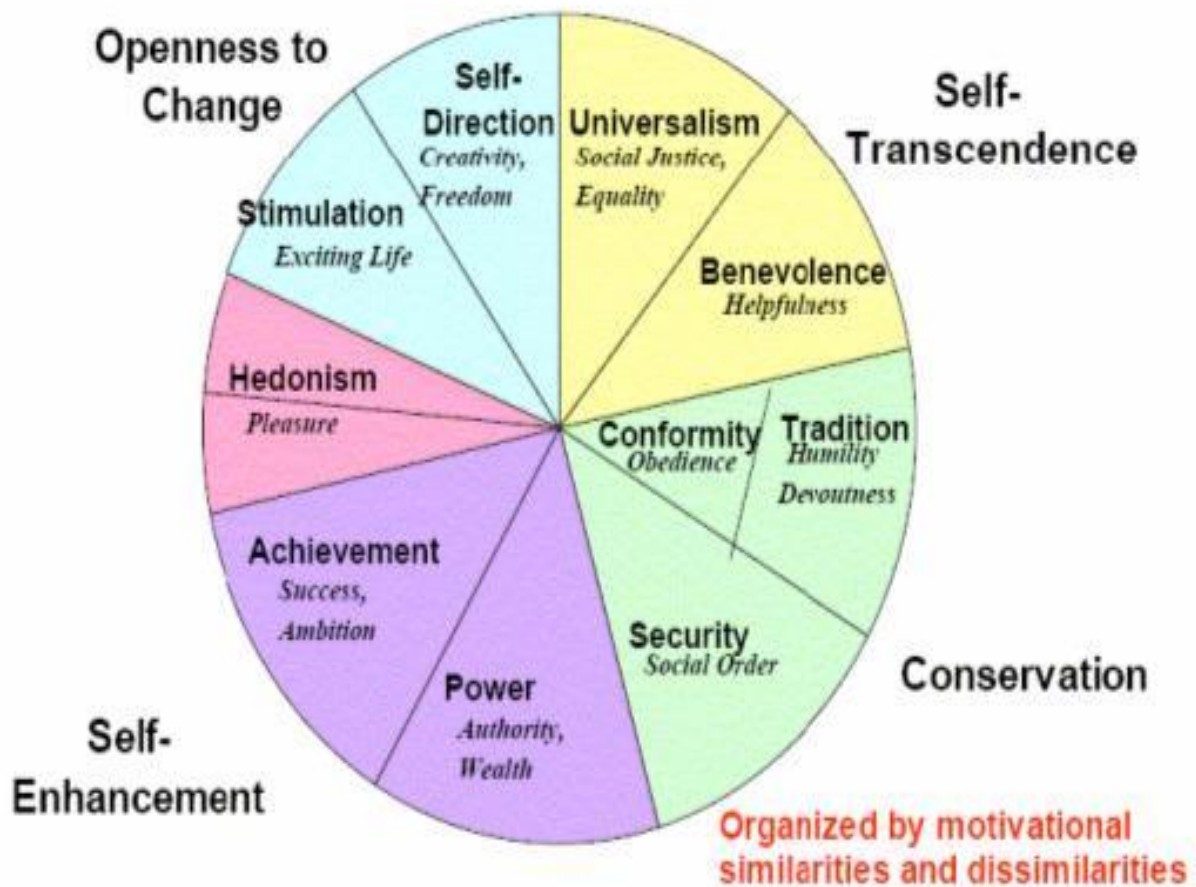 Openness to
Change
Self-
Direction
Creativity,
Freedom
Universalism
Social Justice,
Equality
Self-
Transcendence
Stimulation
Exciting Life
Benevolence
Helpfulness
Hedonism
Pleasure
Conformity
Obedience
Tradition
Humility
Devoutness
Achievement
Success,
Ambition
Security
Social Order
Power
Authority,
Wealth
Conservation
Self-
Enhancement
Organized by motivational
similarities and dissimilarities